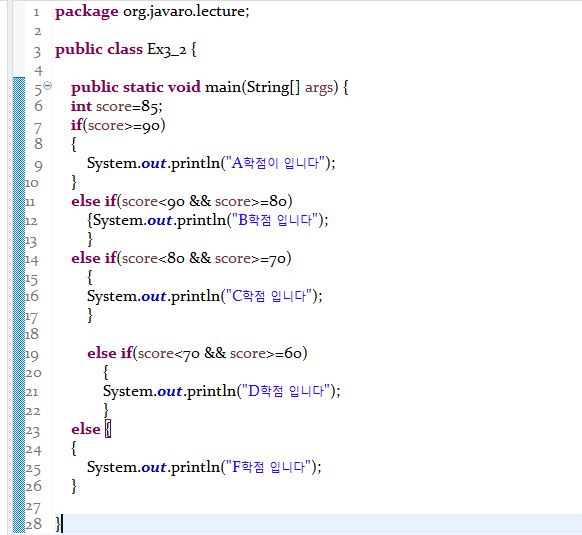 1 package org.javaro.lecture;
2
3 public class Ex3_2 {
4
5 public static void main(String[] args) {
6 int score=85;
7 if(score>=90)
8 {
9 System.out.println("A학점이 입니다");
10 }
11 else if(score<90 && score>=80)
12 {System.out.println("B학점 입니다");
13 }
14 else if(score<80 && score>=70)
15 {
16 System.out.println("C학점 입니다");
17 }
18
19 else if(score<70 && score>=60)
20 {
21 System.out.println("D학점 입니다");
22 }
23 else {
24 {
25 System.out.println("F학점 입니다");
26 }
27
28 }